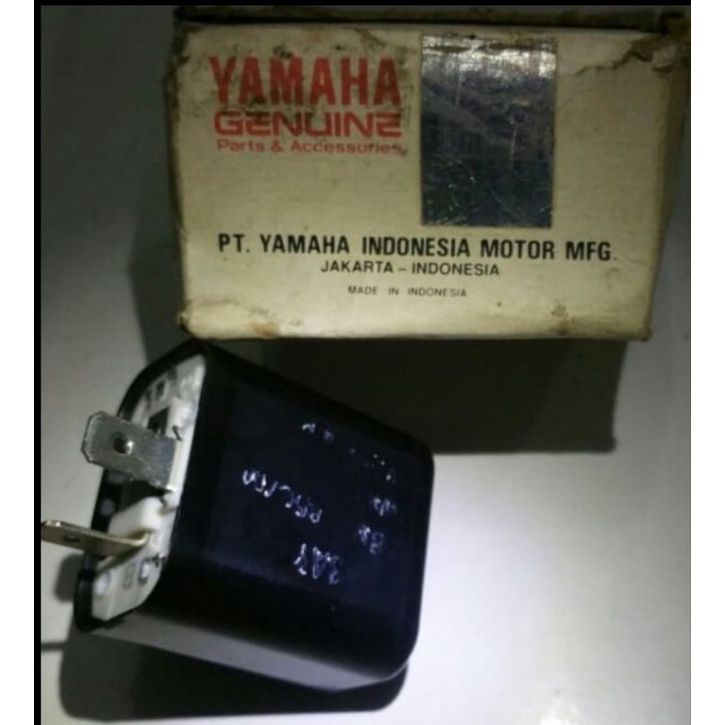 YAMAHA
GENUINE
Parts & Accessories
PT. YAMAHA INDONESIA MOTOR MFG.
JAKARTA - INDONESIA
MADE IN INDONESIA